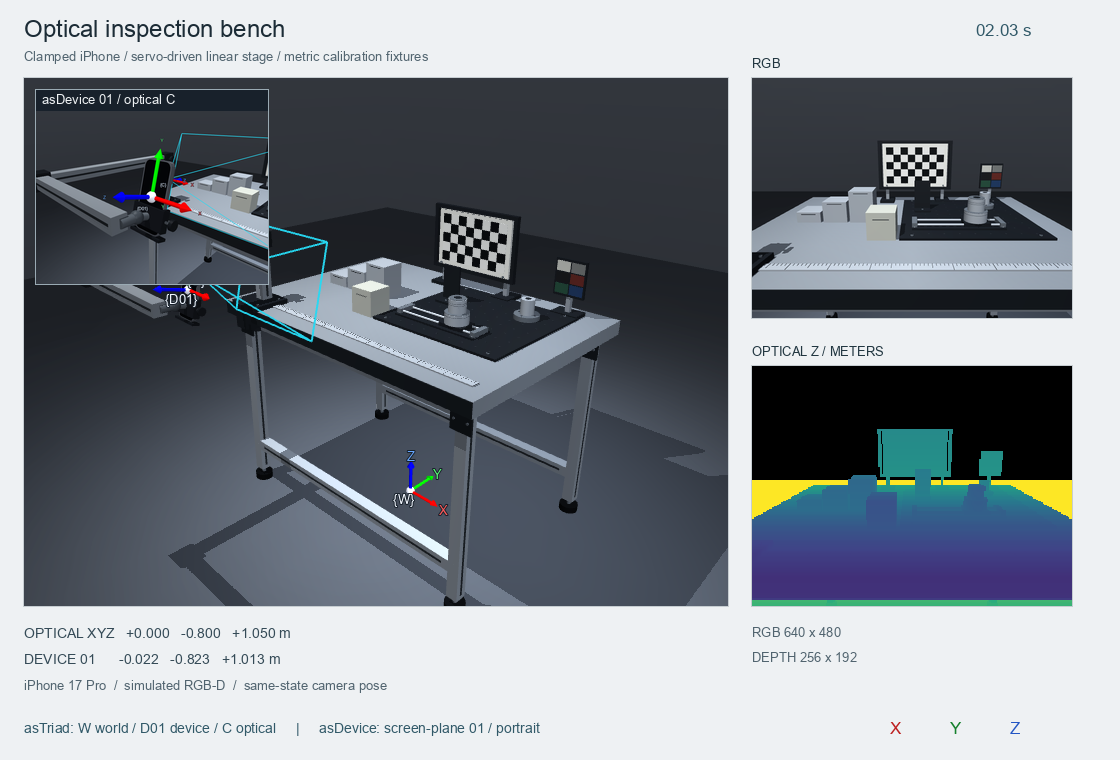 Optical inspection bench
02.03 s
Clamped iPhone / servo-driven linear stage / metric calibration fixtures
RGB
asDevice 01 / optical C
{D01}
Z
Y
{W}
X
OPTICAL Z / METERS
OPTICAL XYZ +0.000 -0.800 +1.050 m
DEVICE 01 -0.022 -0.823 +1.013 m
iPhone 17 Pro / simulated RGB-D / same-state camera pose
RGB 640 x 480
DEPTH 256 x 192
asTriad: W world / D01 device / C optical | asDevice: screen-plane 01 / portrait
X Y Z